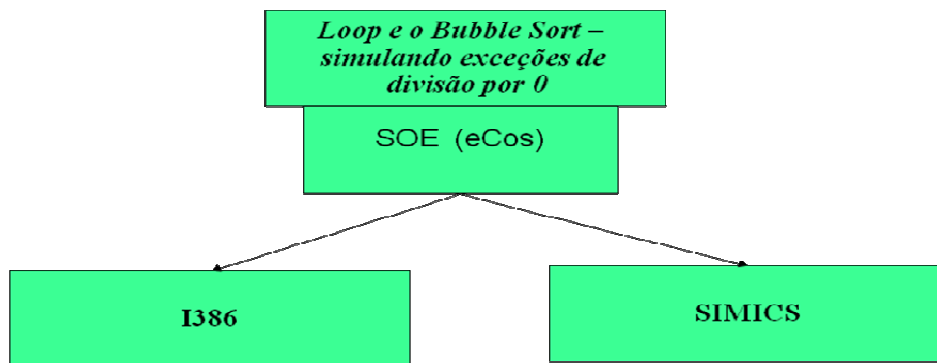 Loop e o Bubble Sort –
simulando exceções de
divisão por 0
SOE (eCos)
I386
SIMICS